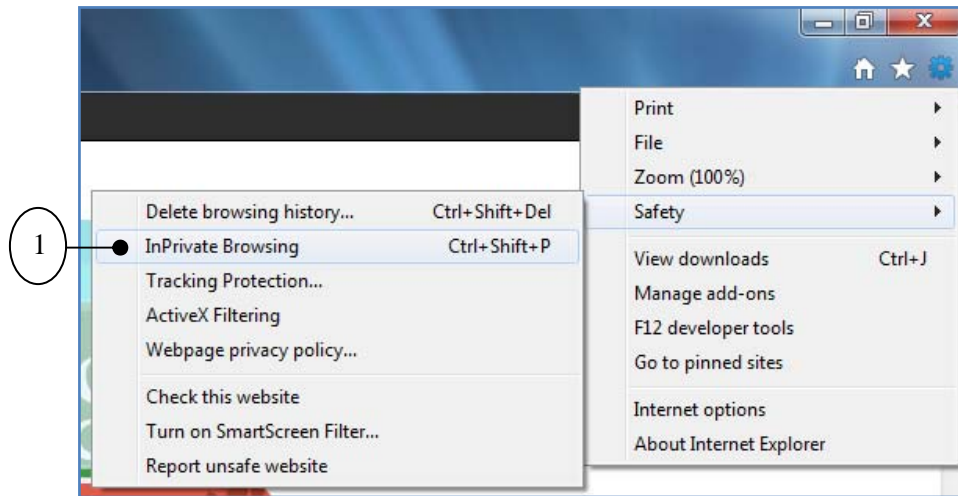 Print
File
Zoom (100%)
Safety
View downloads Ctrl+J
Manage add-ons
F12 developer tools
Go to pinned sites
Internet options
About Internet Explorer
Delete browsing history... Ctrl+Shift+Del
1 InPrivate Browsing Ctrl+Shift+P
Tracking Protection...
ActiveX Filtering
Webpage privacy policy...
Check this website
Turn on SmartScreen Filter...
Report unsafe website